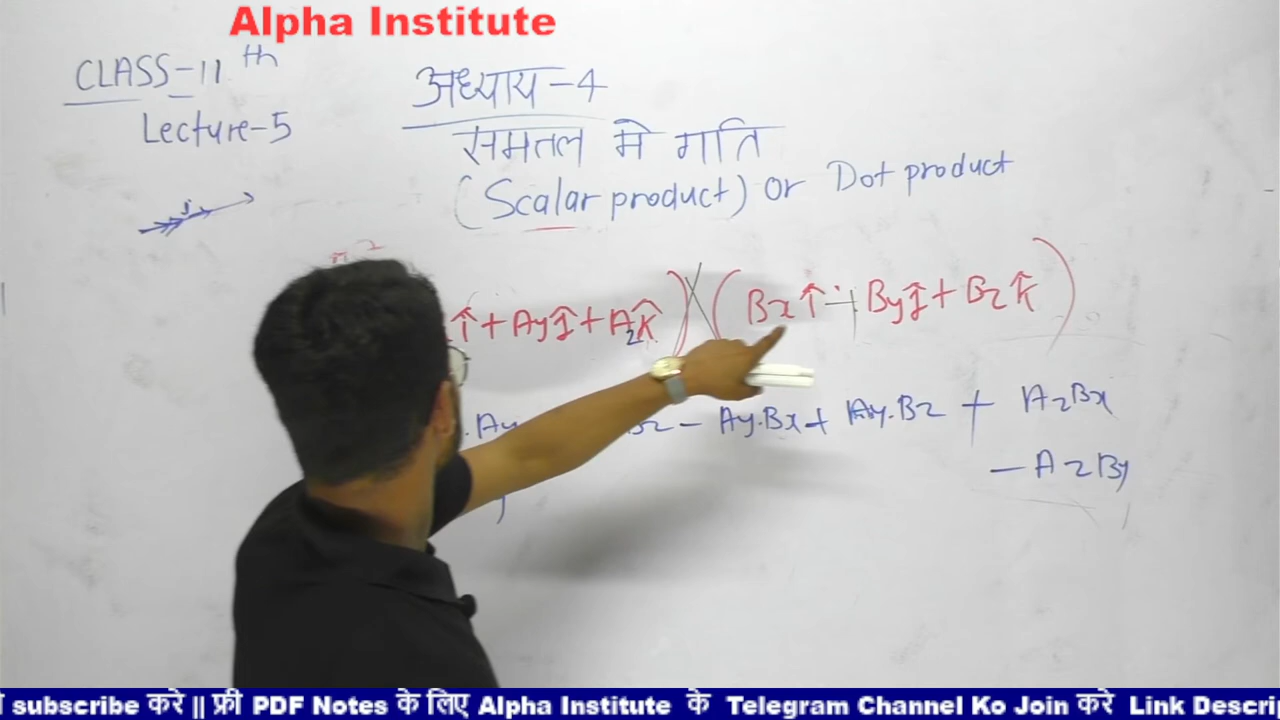 Alpha Institute
CLASS-11th
Lecture-5
अध्याय-4
समतल मे गति
(Scalar product) or Dot product
î + Ayĵ + Azk̂) × (Bxî + Byĵ + Bzk̂)
Ay Bz - Ay.Bx + Ay.Bz + AzBx
- AzBy
subscribe करे || फ्री PDF Notes के लिए Alpha Institute के Telegram Channel Ko Join करे Link Descri